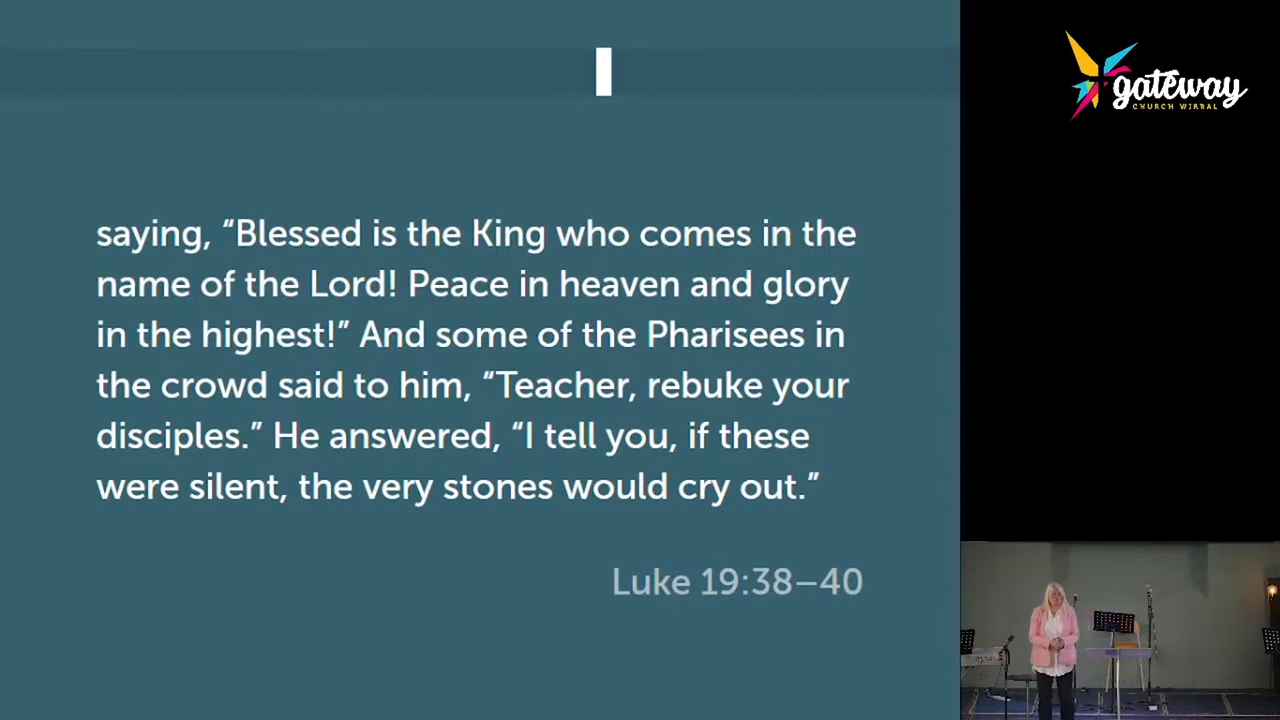 saying, “Blessed is the King who comes in the
name of the Lord! Peace in heaven and glory
in the highest!” And some of the Pharisees in
the crowd said to him, “Teacher, rebuke your
disciples.” He answered, “I tell you, if these
were silent, the very stones would cry out.”
Luke 19:38–40
gateway
CHURCH WIRRAL